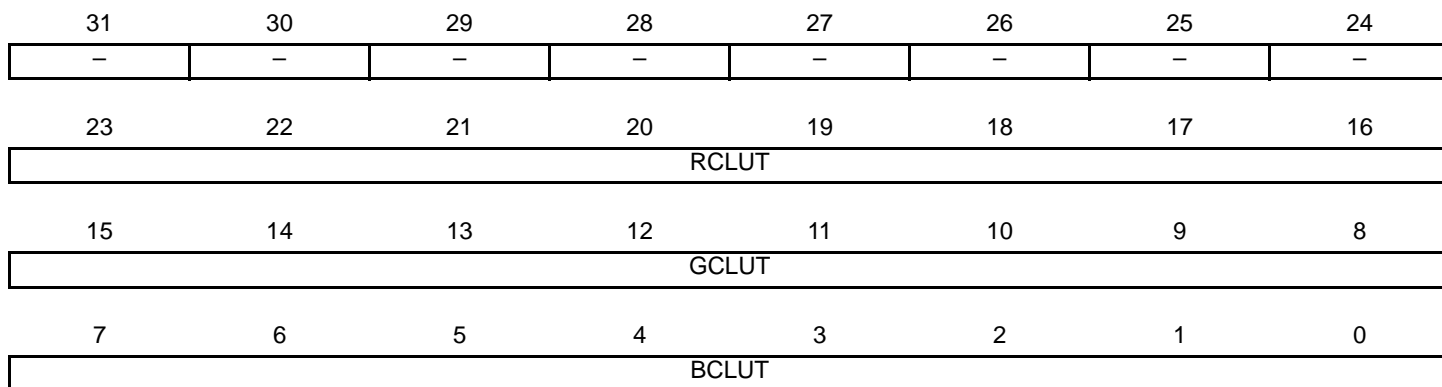 31 30 29 28 27 26 25 24
– – – – – – – –
23 22 21 20 19 18 17 16
RCLUT
15 14 13 12 11 10 9 8
GCLUT
7 6 5 4 3 2 1 0
BCLUT